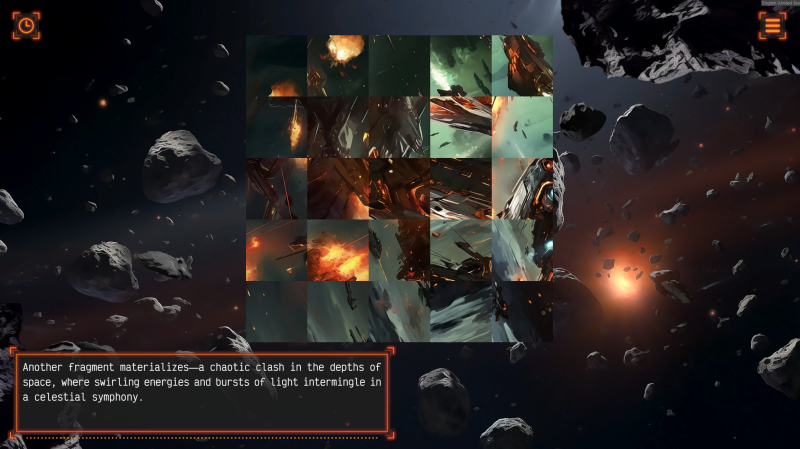 Another fragment materializes—a chaotic clash in the depths of
space, where swirling energies and bursts of light intermingle in
a celestial symphony.